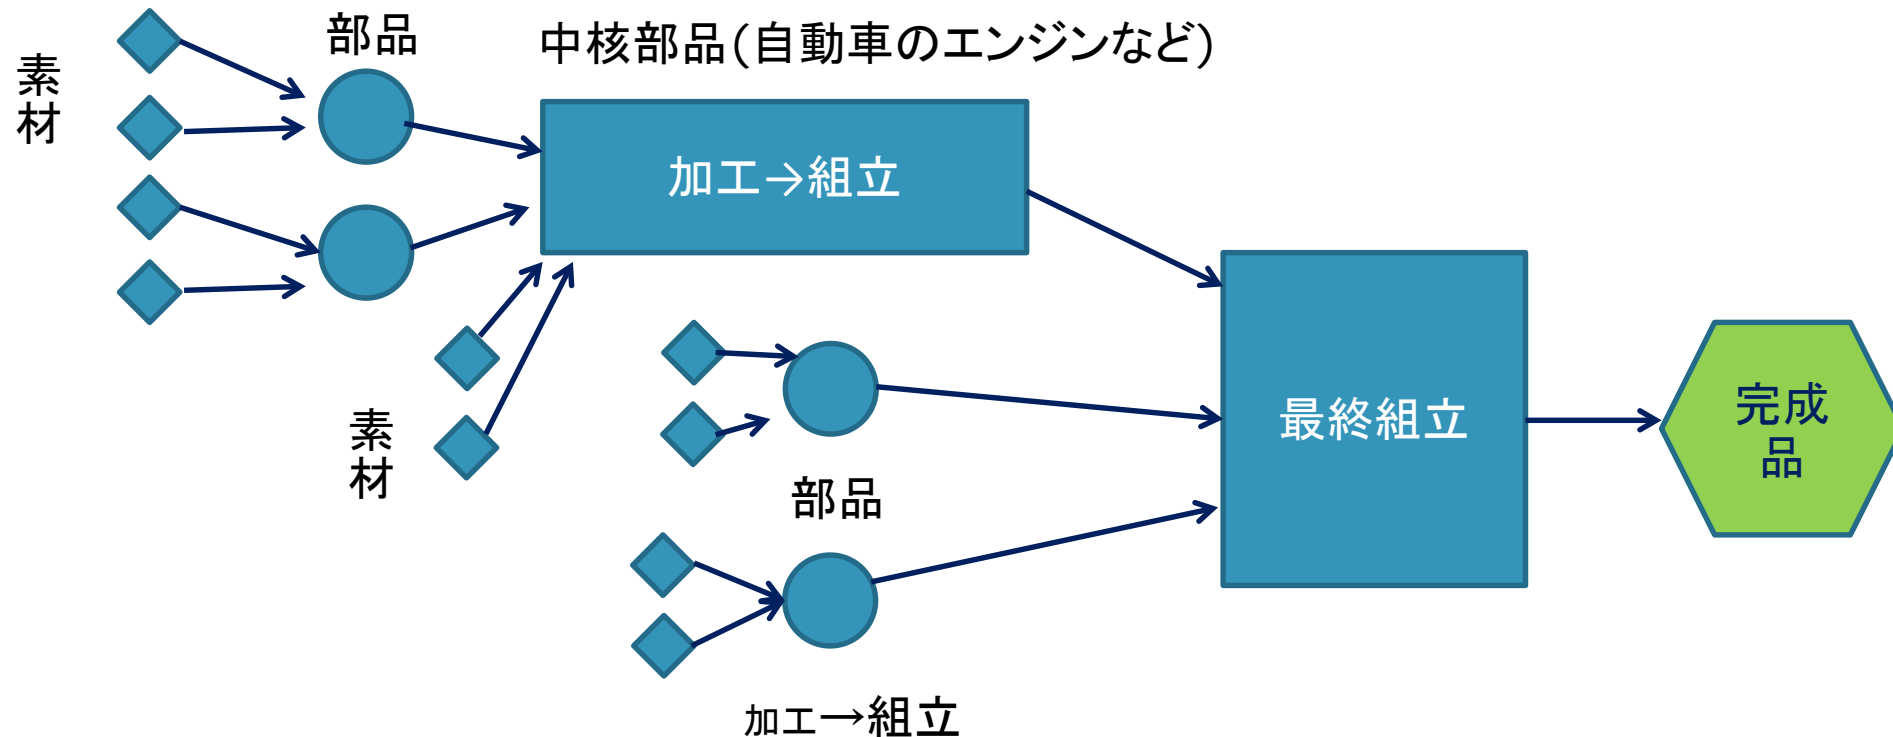 部品
中核部品(自動車のエンジンなど)
素
材
加工→組立
素
材
最終組立
完成
品
部品
加工→組立